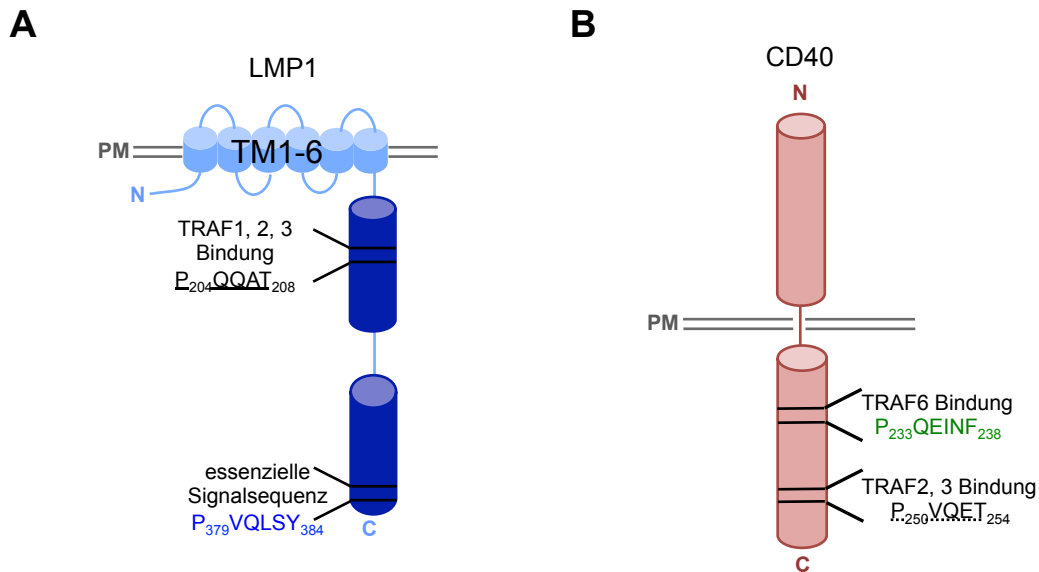 A
LMP1
PM
TM1-6
N
TRAF1, 2, 3
Bindung
P204QQAT208
essenzielle
Signalsequenz
P379VQLSY384
C
B
CD40
N
PM
TRAF6 Bindung
P233QEINF238
TRAF2, 3 Bindung
P250VQET254
C